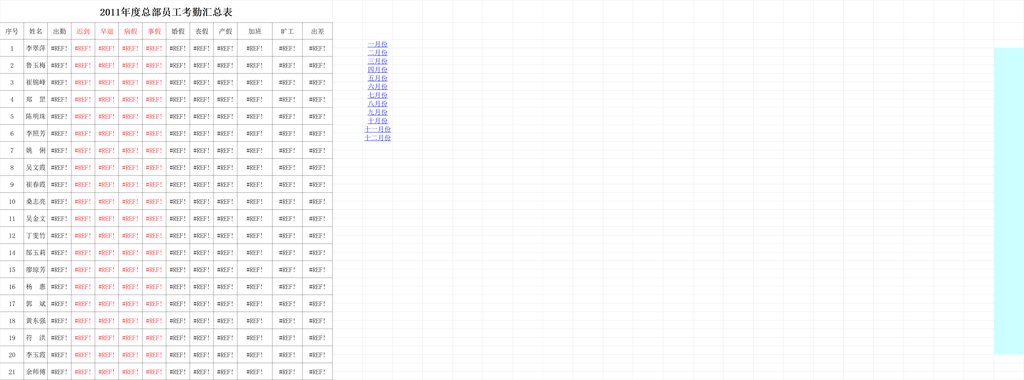 2011年度总部员工考勤汇总表
序号 姓名 出勤 迟到 早退 病假 事假 婚假 丧假 产假 加班 旷工 出差
1 李翠萍 #REF! #REF! #REF! #REF! #REF! #REF! #REF! #REF! #REF! #REF! #REF!
2 鲁玉梅 #REF! #REF! #REF! #REF! #REF! #REF! #REF! #REF! #REF! #REF! #REF!
3 崔锦峰 #REF! #REF! #REF! #REF! #REF! #REF! #REF! #REF! #REF! #REF! #REF!
4 郑 #REF! #REF! #REF! #REF! #REF! #REF! #REF! #REF! #REF! #REF! #REF!
5 陈明珠 #REF! #REF! #REF! #REF! #REF! #REF! #REF! #REF! #REF! #REF! #REF!
6 李照芳 #REF! #REF! #REF! #REF! #REF! #REF! #REF! #REF! #REF! #REF! #REF!
7 姚 俐 #REF! #REF! #REF! #REF! #REF! #REF! #REF! #REF! #REF! #REF! #REF!
8 吴文霞 #REF! #REF! #REF! #REF! #REF! #REF! #REF! #REF! #REF! #REF! #REF!
9 崔春霞 #REF! #REF! #REF! #REF! #REF! #REF! #REF! #REF! #REF! #REF! #REF!
10 桑志亮 #REF! #REF! #REF! #REF! #REF! #REF! #REF! #REF! #REF! #REF! #REF!
11 吴金文 #REF! #REF! #REF! #REF! #REF! #REF! #REF! #REF! #REF! #REF! #REF!
12 丁雯竹 #REF! #REF! #REF! #REF! #REF! #REF! #REF! #REF! #REF! #REF! #REF!
14 郜玉莉 #REF! #REF! #REF! #REF! #REF! #REF! #REF! #REF! #REF! #REF! #REF!
15 廖琼芳 #REF! #REF! #REF! #REF! #REF! #REF! #REF! #REF! #REF! #REF! #REF!
16 杨 惠 #REF! #REF! #REF! #REF! #REF! #REF! #REF! #REF! #REF! #REF! #REF!
17 郭 斌 #REF! #REF! #REF! #REF! #REF! #REF! #REF! #REF! #REF! #REF! #REF!
18 黄东强 #REF! #REF! #REF! #REF! #REF! #REF! #REF! #REF! #REF! #REF! #REF!
19 符 洪 #REF! #REF! #REF! #REF! #REF! #REF! #REF! #REF! #REF! #REF! #REF!
20 李玉霞 #REF! #REF! #REF! #REF! #REF! #REF! #REF! #REF! #REF! #REF! #REF!
21 余师傅 #REF! #REF! #REF! #REF! #REF! #REF! #REF! #REF! #REF! #REF! #REF!
一月份
二月份
三月份
四月份
五月份
六月份
七月份
八月份
九月份
十月份
十一月份
十二月份